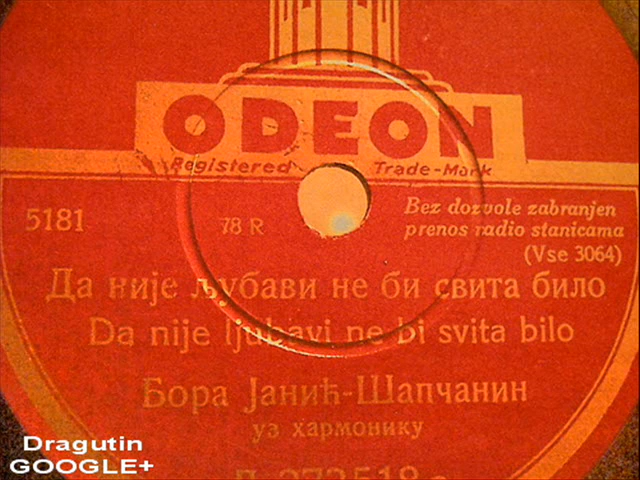 ODEON
Registered Trade-Mark
5181
78 R
Bez dozvole zabranjen
prenos radio stanicama
(Vse 3064)
Да није љубави не би свита било
Da nije ljubavi ne bi svita bilo
Бора Јанић-Шапчанин
уз хармонику
Dragutin
GOOGLE+